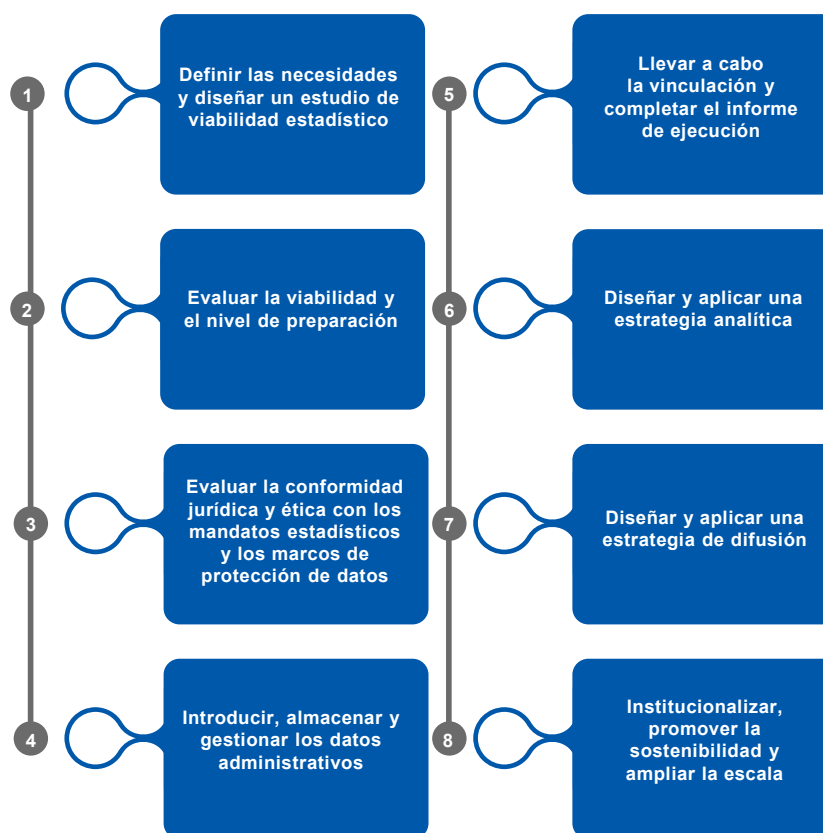 1
Definir las necesidades
y diseñar un estudio de
viabilidad estadístico
2
Evaluar la viabilidad y
el nivel de preparación
3
Evaluar la conformidad
jurídica y ética con los
mandatos estadísticos
y los marcos de
protección de datos
4
Introducir, almacenar y
gestionar los datos
administrativos
5
Llevar a cabo
la vinculación y
completar el informe
de ejecución
6
Diseñar y aplicar una
estrategia analítica
7
Diseñar y aplicar una
estrategia de difusión
8
Institucionalizar,
promover la
sostenibilidad y
ampliar la escala